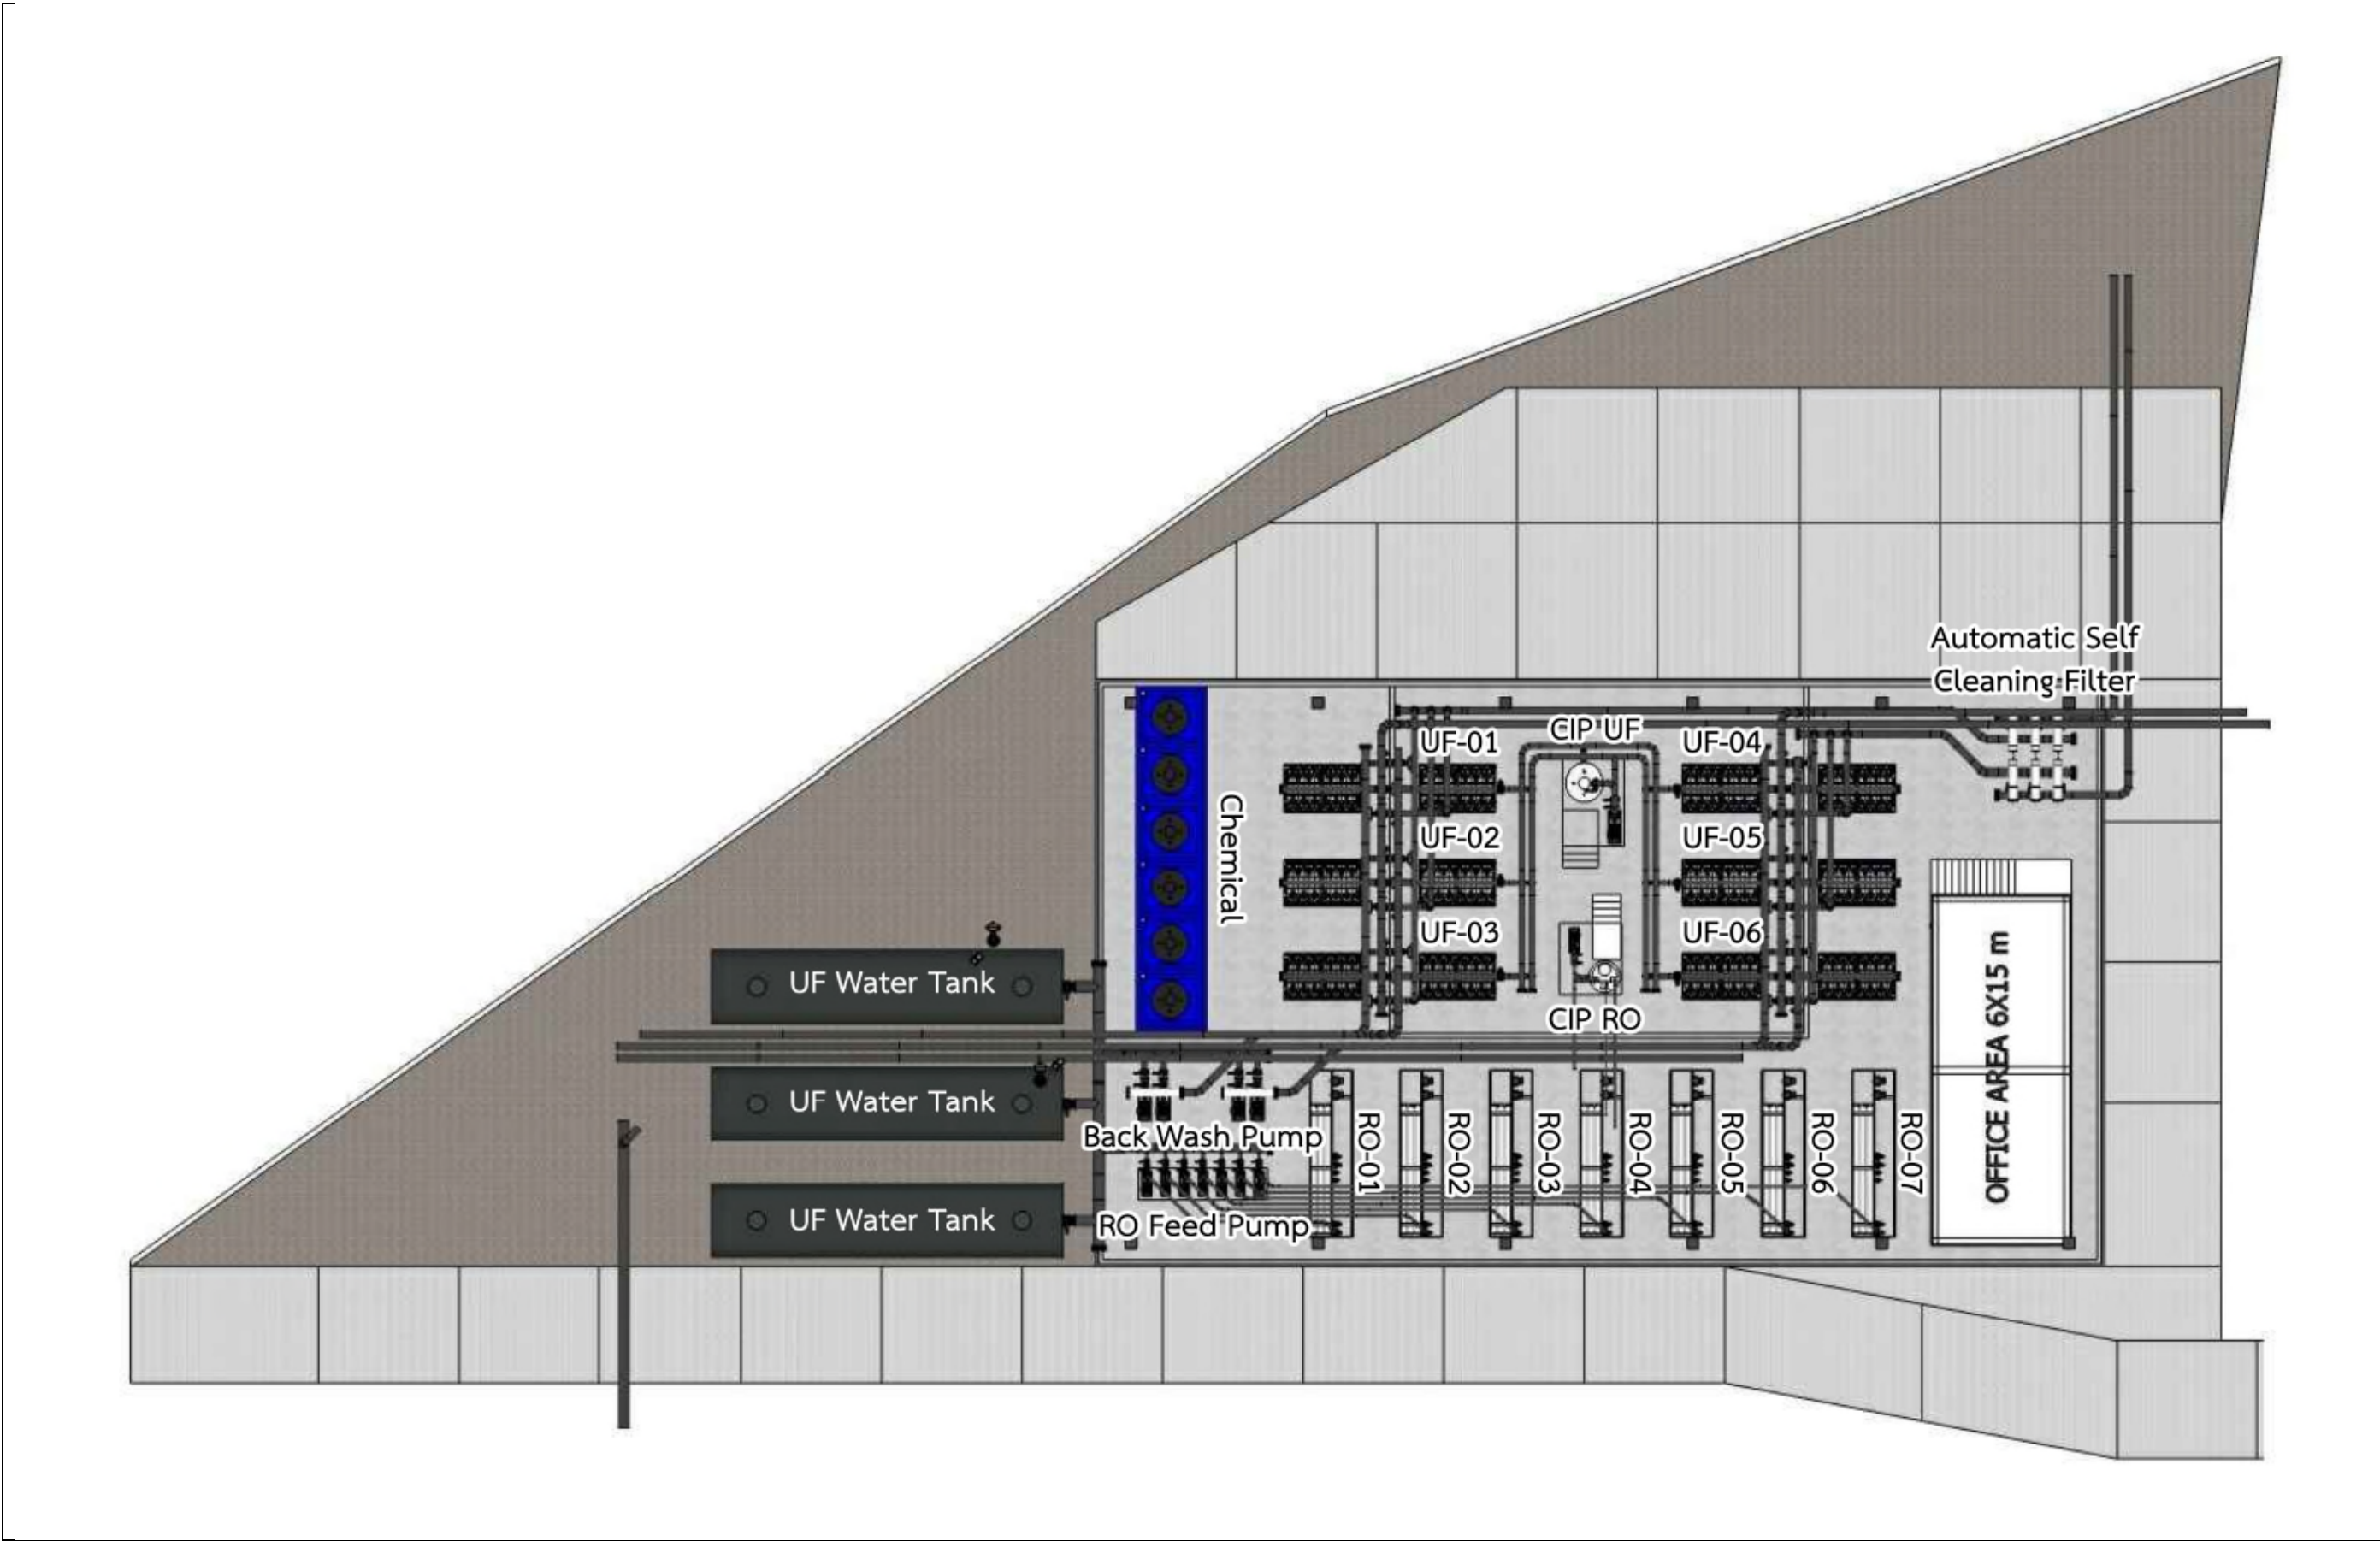 Automatic Self
Cleaning Filter
CIP UF
UF-01
UF-04
Chemical
UF-02
UF-05
UF-03
UF-06
CIP RO
UF Water Tank
UF Water Tank
UF Water Tank
Back Wash Pump
RO Feed Pump
RO-01
RO-02
RO-03
RO-04
RO-05
RO-06
RO-07
OFFICE AREA 6X15 m